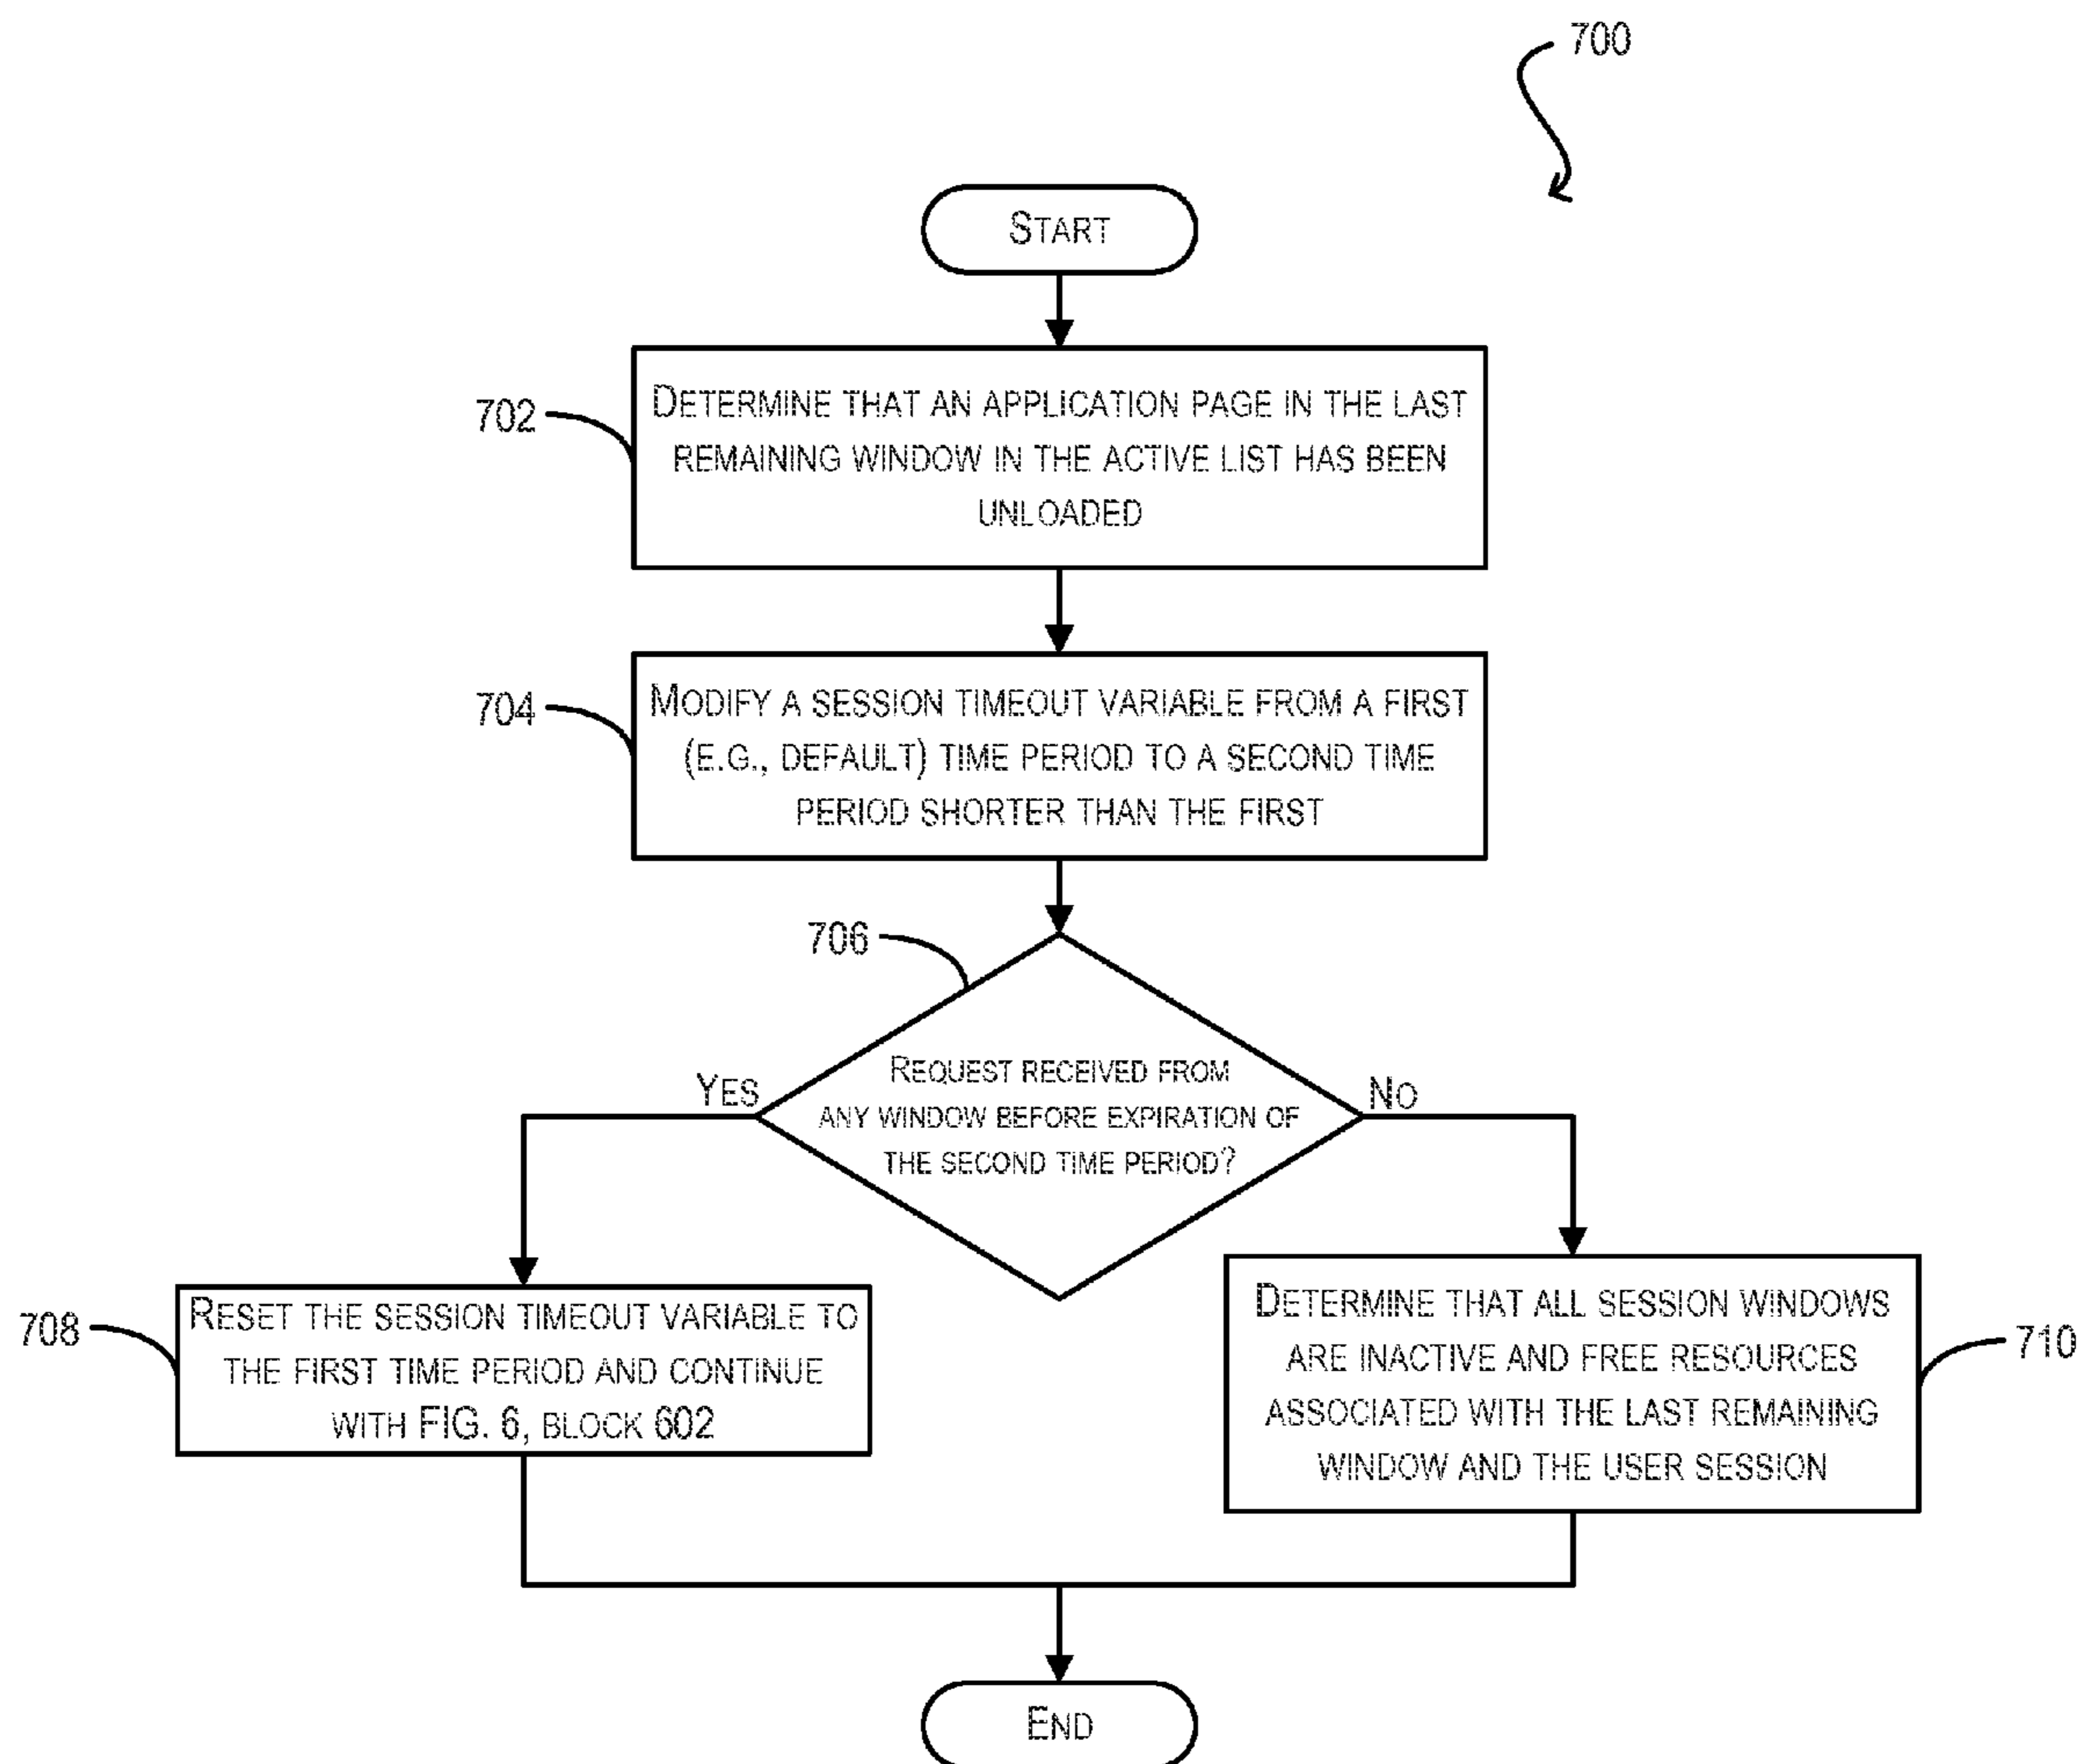 700
START
702
DETERMINE THAT AN APPLICATION PAGE IN THE LAST
REMAINING WINDOW IN THE ACTIVE LIST HAS BEEN
UNLOADED
704
MODIFY A SESSION TIMEOUT VARIABLE FROM A FIRST
(E.G., DEFAULT) TIME PERIOD TO A SECOND TIME
PERIOD SHORTER THAN THE FIRST
706
REQUEST RECEIVED FROM
ANY WINDOW BEFORE EXPIRATION OF
THE SECOND TIME PERIOD?
YES
NO
708
RESET THE SESSION TIMEOUT VARIABLE TO
THE FIRST TIME PERIOD AND CONTINUE
WITH FIG. 6, BLOCK 602
DETERMINE THAT ALL SESSION WINDOWS
ARE INACTIVE AND FREE RESOURCES
ASSOCIATED WITH THE LAST REMAINING
WINDOW AND THE USER SESSION
710
END